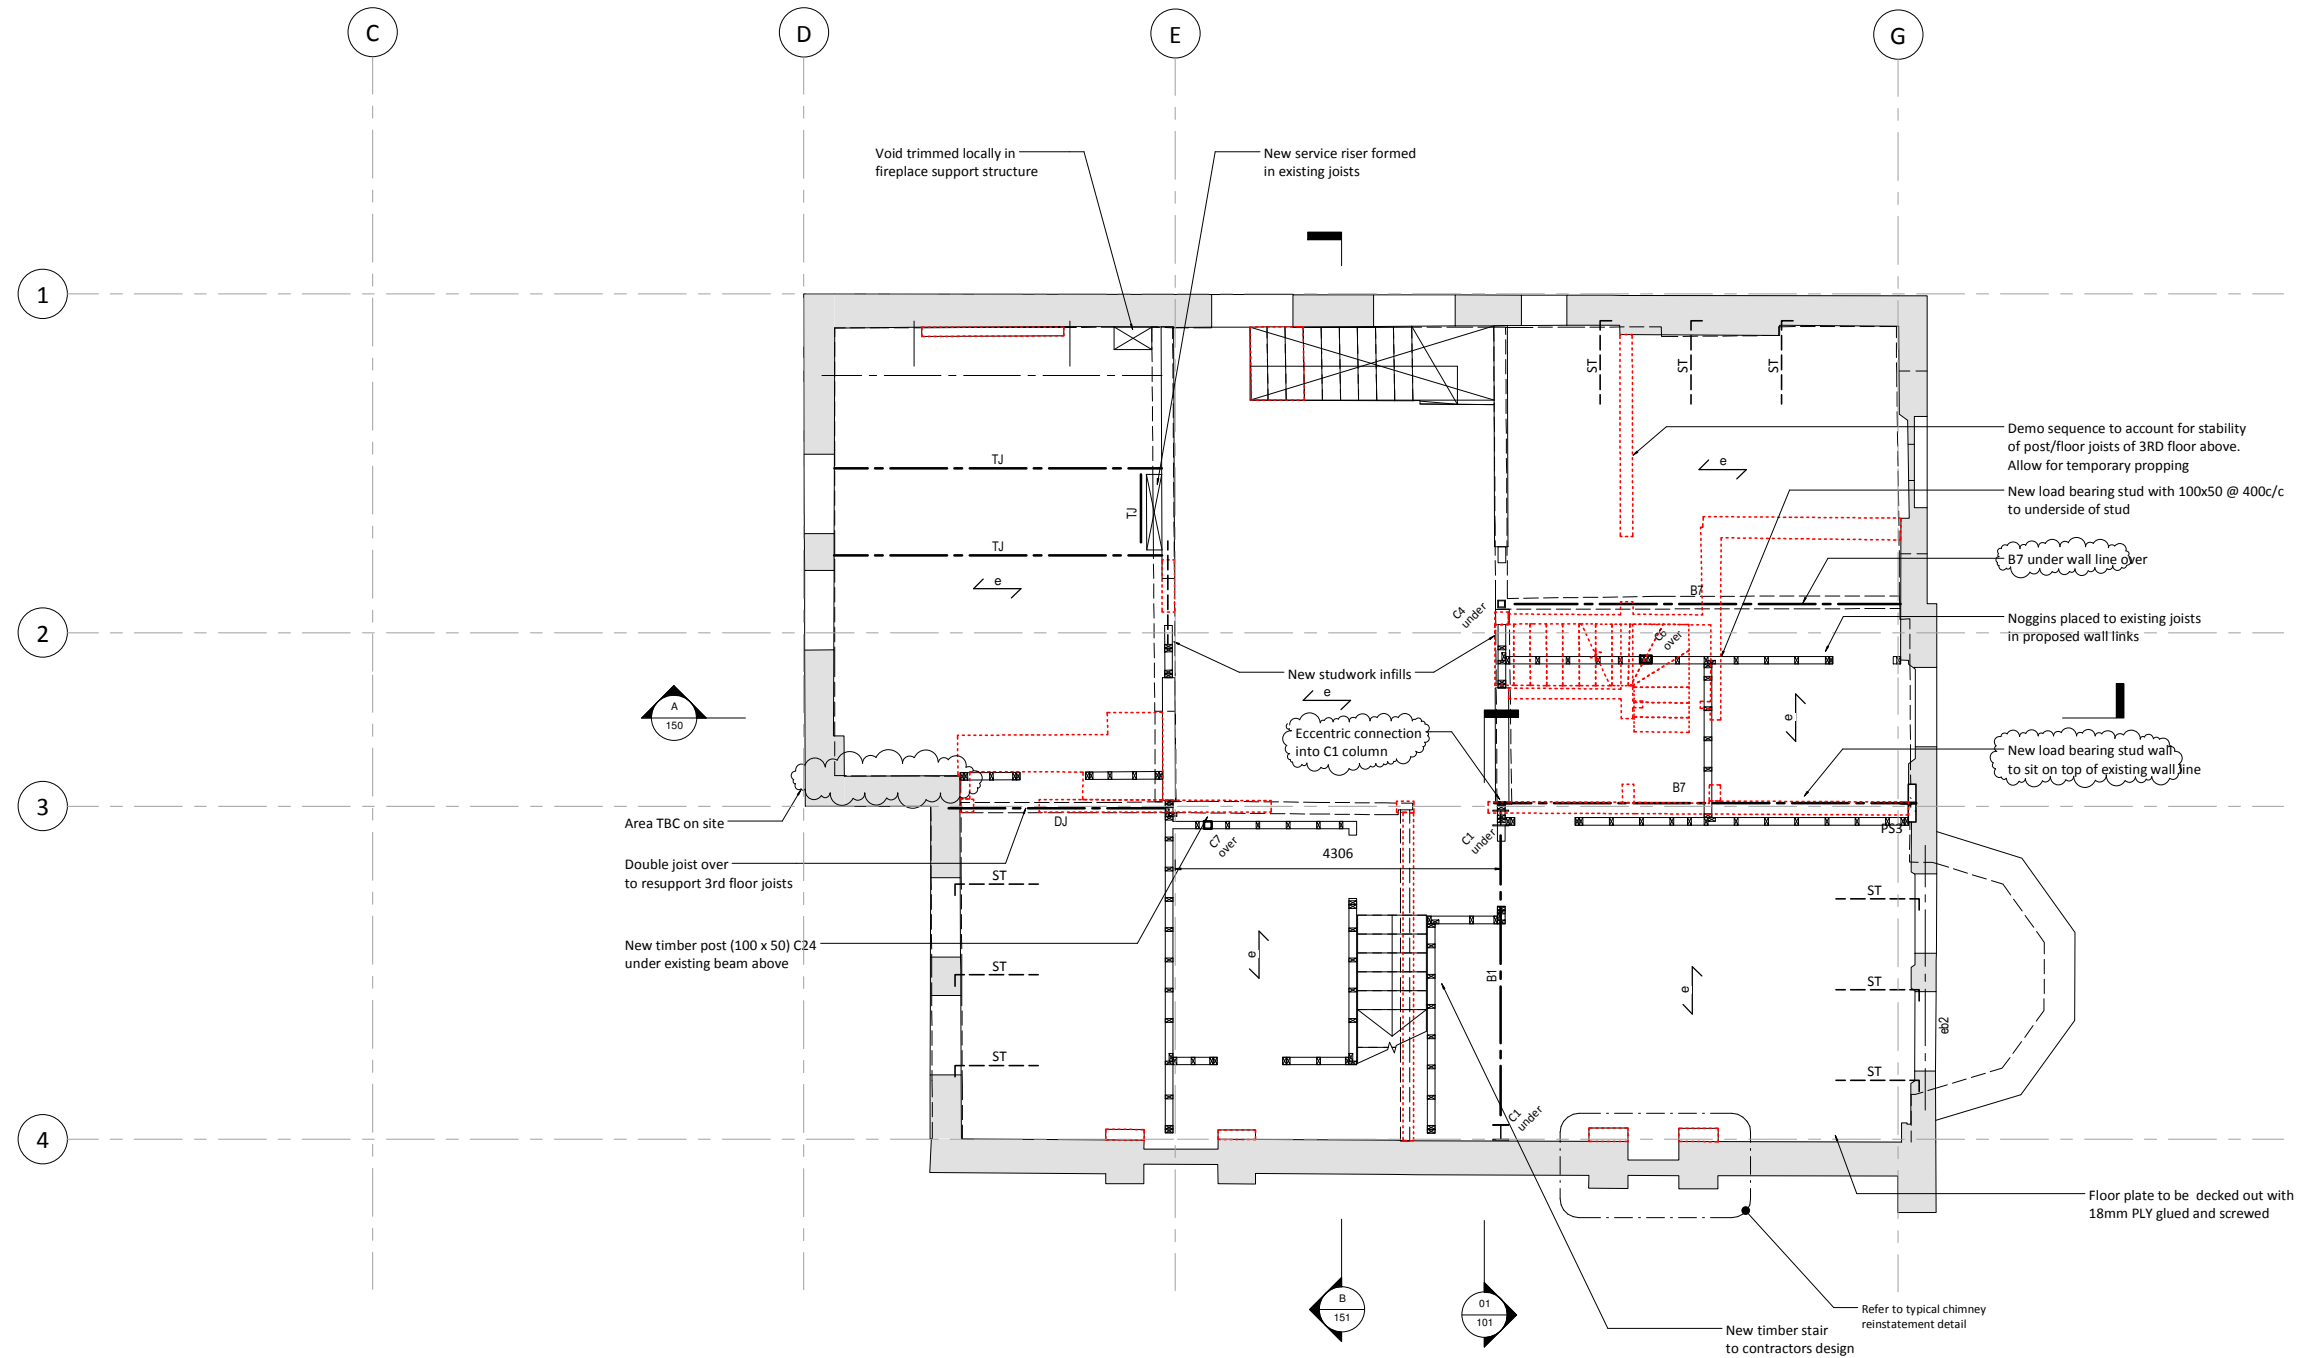 C
D
E
G
Void trimmed locally in
fireplace support structure
New service riser formed
in existing joists
1
ST
ST
ST
Demo sequence to account for stability
of post/floor joists of 3RD floor above.
Allow for temporary propping
TJ
e
New load bearing stud with 100x50 @ 400c/c
to underside of stud
TJ
TJ
B7 under wall line over
e
B7
C4
under
Noggins placed to existing joists
in proposed wall links
2
C6
over
New studwork infills
e
A
150
e
Eccentric connection
into C1 column
New load bearing stud wall
to sit on top of existing wall line
B7
3
Area TBC on site
DJ
PS3
C7
over
C1
under
4306
Double joist over
to resupport 3rd floor joists
ST
ST
New timber post (100 x 50) C24
under existing beam above
e
ST
B1
e
ST
eb2
ST
ST
C1
under
4
Floor plate to be decked out with
18mm PLY glued and screwed
B
151
01
101
Refer to typical chimney
reinstatement detail
New timber stair
to contractors design